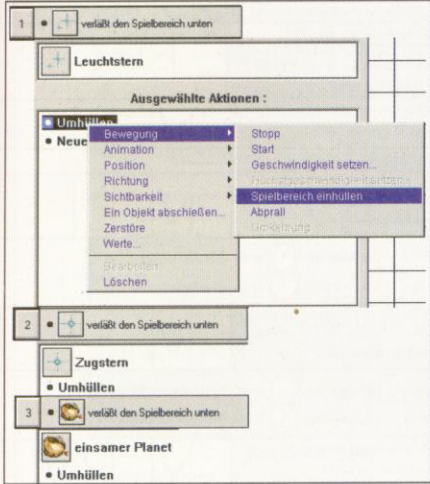 1 • verläßt den Spielbereich unten
Leuchtstern
Ausgewählte Aktionen :
Umhüllen
• Neue
Bewegung
Animation
Position
Richtung
Sichtbarkeit
Ein Objekt abschießen...
Zerstöre
Werte...
Bearbeiten
Löschen
Stopp
Start
Geschwindigkeit setzen...
Spielbereich einhüllen
Abprall
2 • verläßt den Spielbereich unten
Zugstern
• Umhüllen
3 • verläßt den Spielbereich unten
einsamer Planet
• Umhüllen